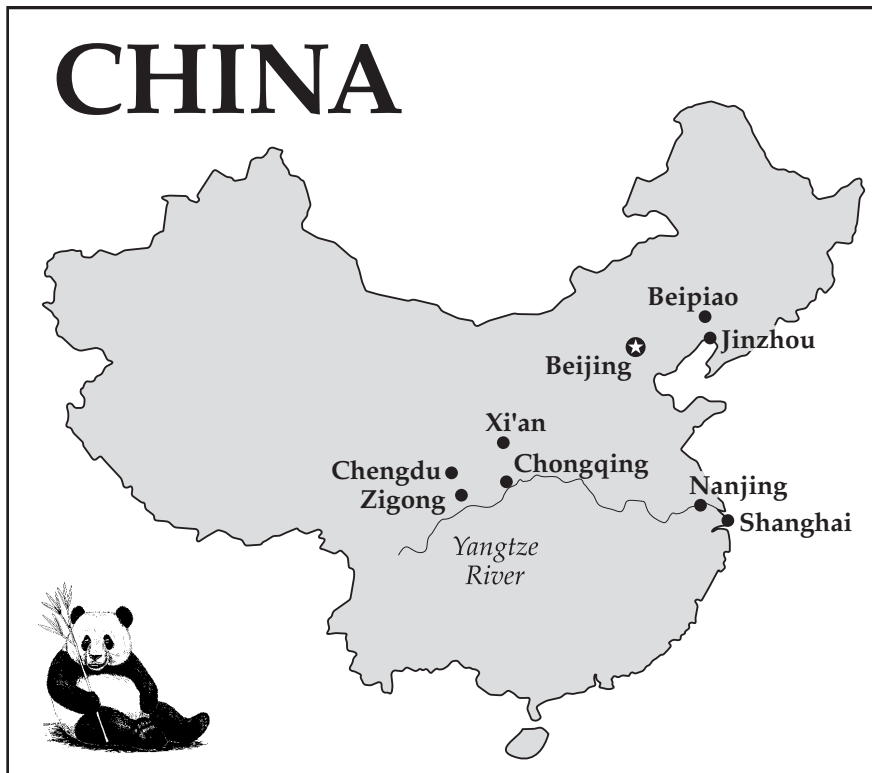 CHINA
Beipiao
Jinzhou
Beijing
Xi'an
Chengdu
Chongqing
Zigong
Nanjing
Shanghai
Yangtze
River